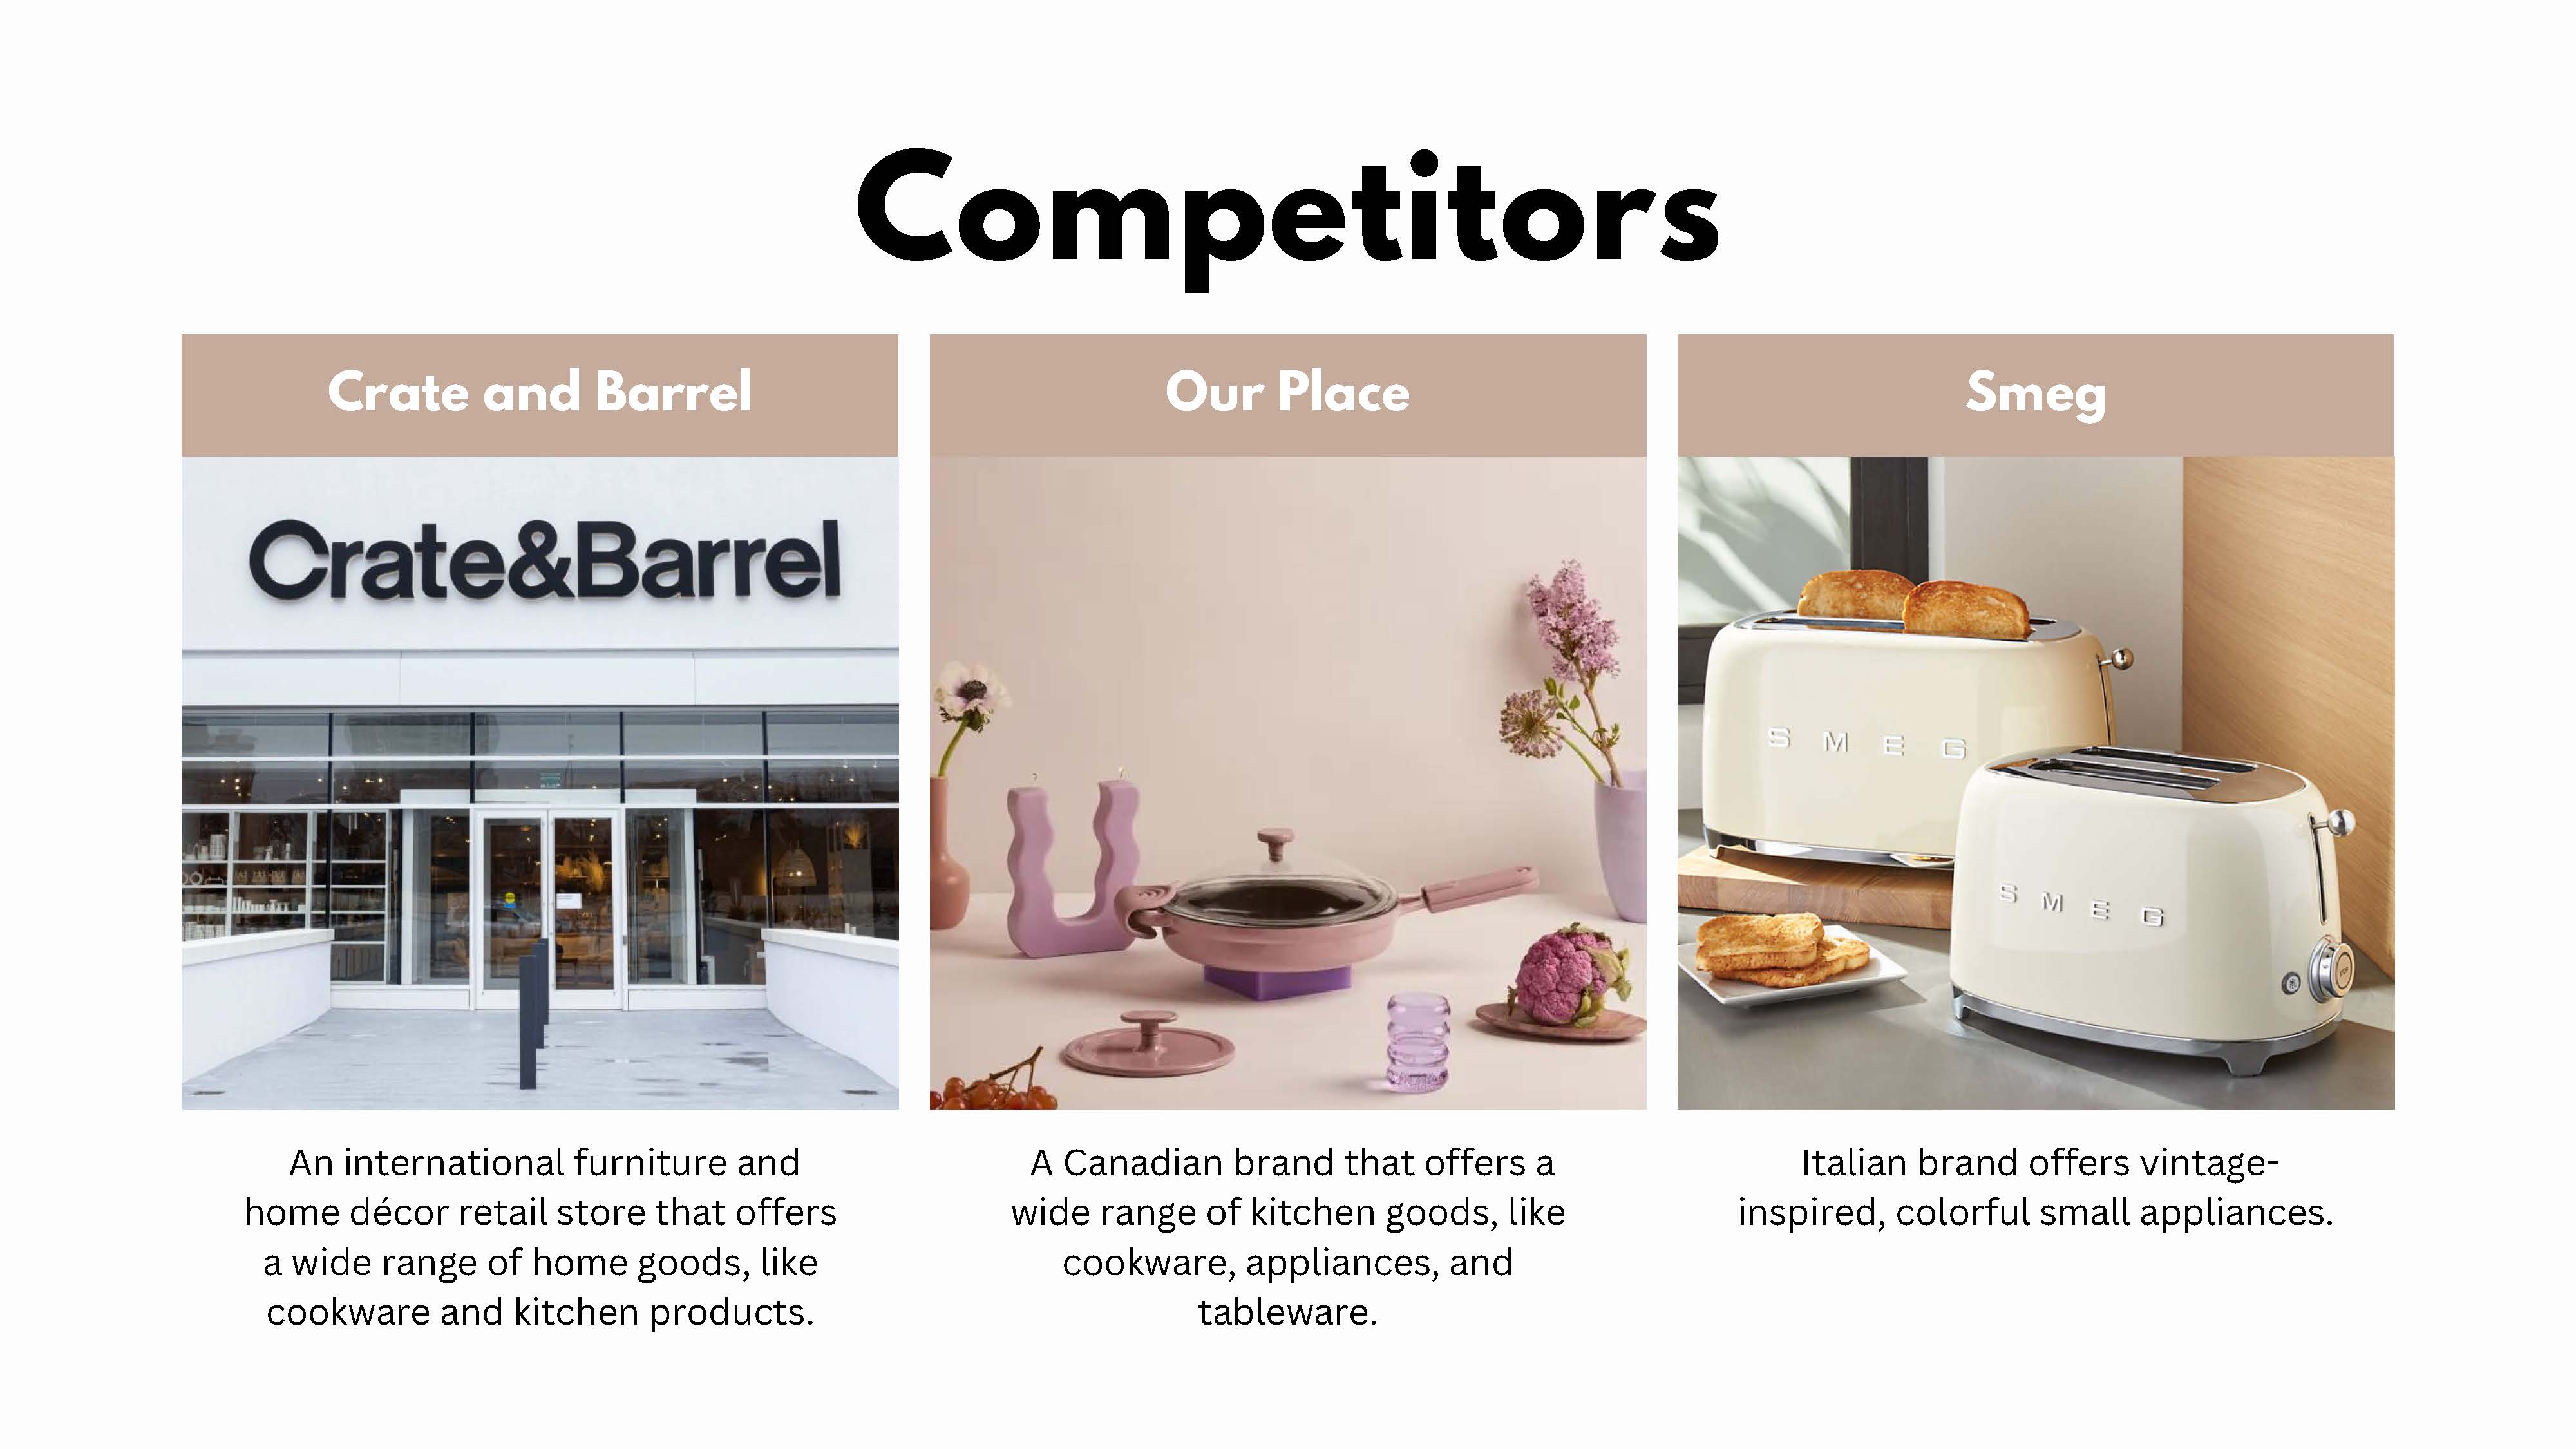 Competitors
Crate and Barrel
Crate&Barrel
An international furniture and
home décor retail store that offers
a wide range of home goods, like
cookware and kitchen products.
Our Place
A Canadian brand that offers a
wide range of kitchen goods, like
cookware, appliances, and
tableware.
Smeg
SMEG
SMEG
Italian brand offers vintage-
inspired, colorful small appliances.